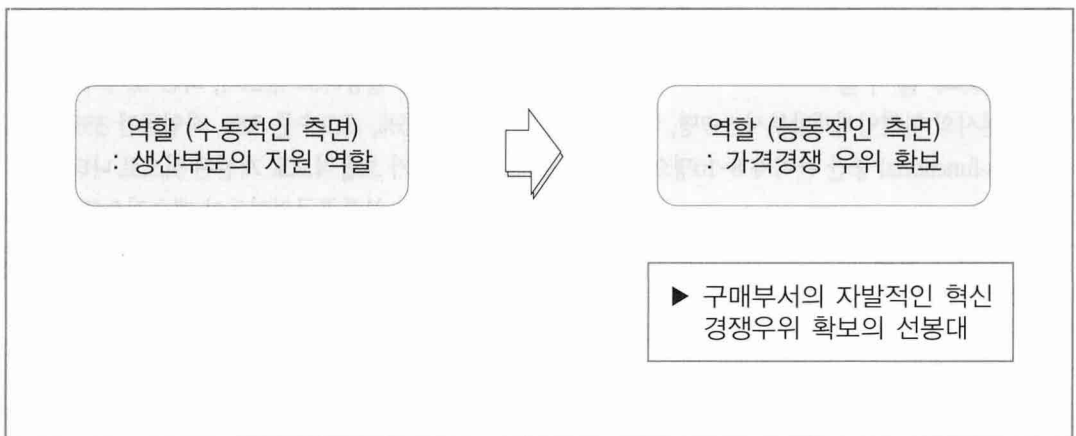 역할 (수동적인 측면)
: 생산부문의 지원 역할
역할 (능동적인 측면)
: 가격경쟁 우위 확보
▶ 구매부서의 자발적인 혁신
경쟁우위 확보의 선봉대